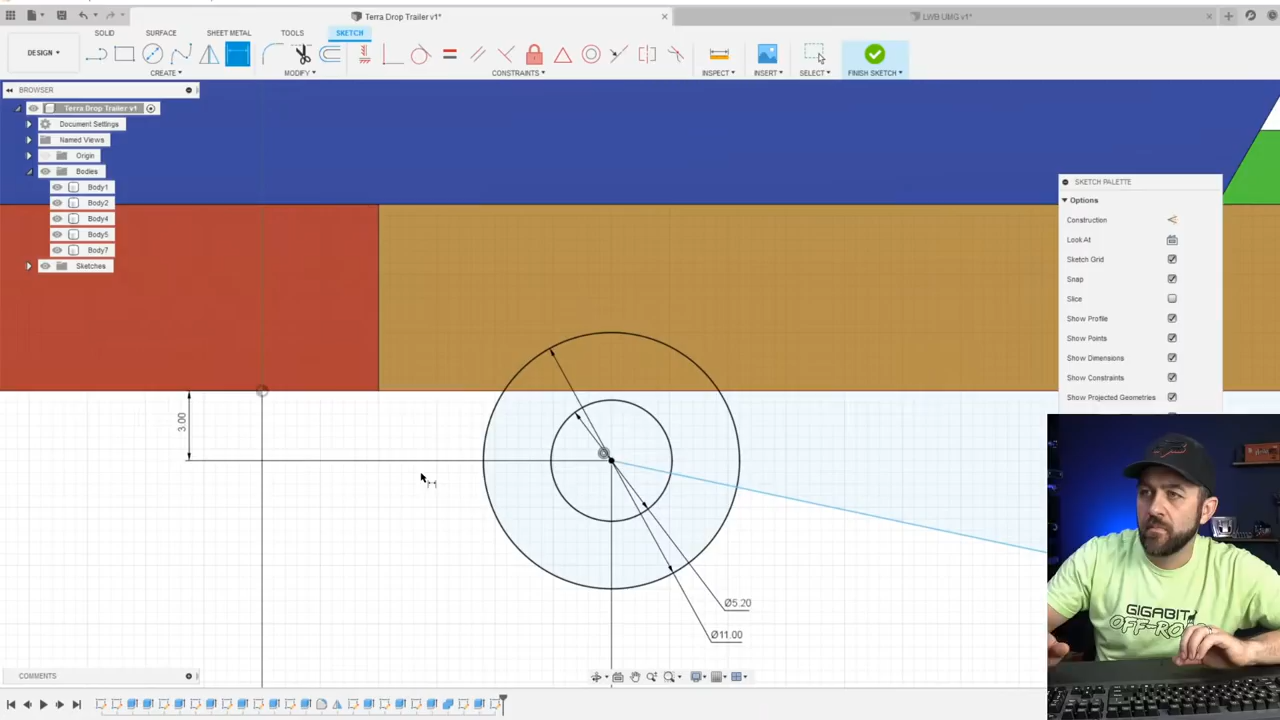 Terra Drop Trailer v1*
LWB UMG v1*
SOLID
SURFACE
SHEET METAL
TOOLS
SKETCH
DESIGN
CREATE
MODIFY
CONSTRAINTS
INSPECT
INSERT
SELECT
FINISH SKETCH
BROWSER
Terra Drop Trailer v1
Document Settings
Named Views
Origin
Bodies
Body1
Body2
Body4
Body5
Body7
Sketches
SKETCH PALETTE
Options
Construction
Look At
Sketch Grid
Snap
Slice
Show Profile
Show Points
Show Dimensions
Show Constraints
Show Projected Geometries
3.00
Ø5.20
Ø11.00
GIGABIT
OFF-ROAD
COMMENTS